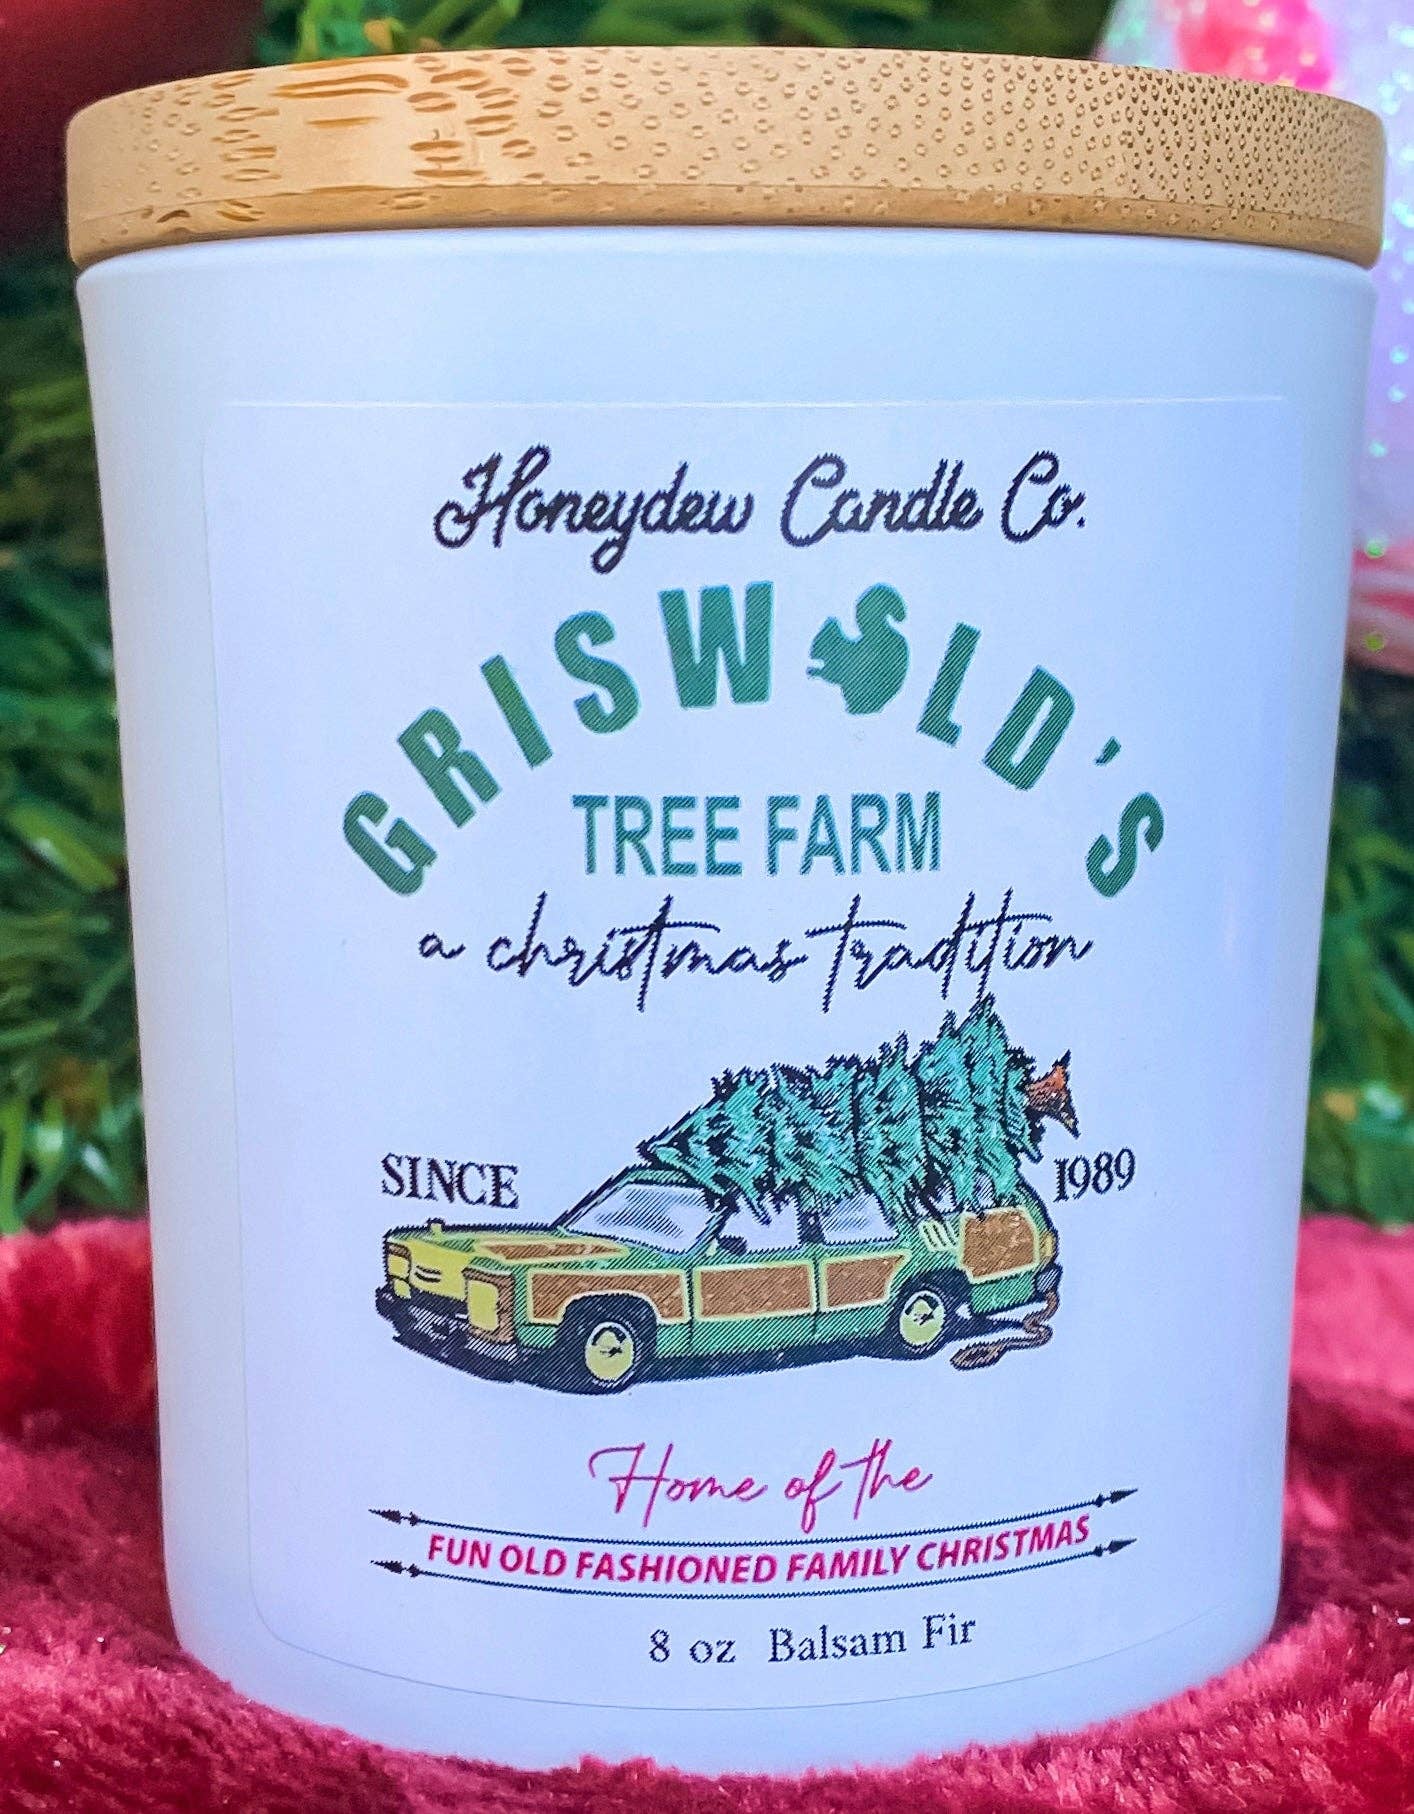 Honeydew Candle Co.
GRISWLD'S
TREE FARM
a christmas tradition
SINCE 1989
Home of the
FUN OLD FASHIONED FAMILY CHRISTMAS
8 oz Balsam Fir